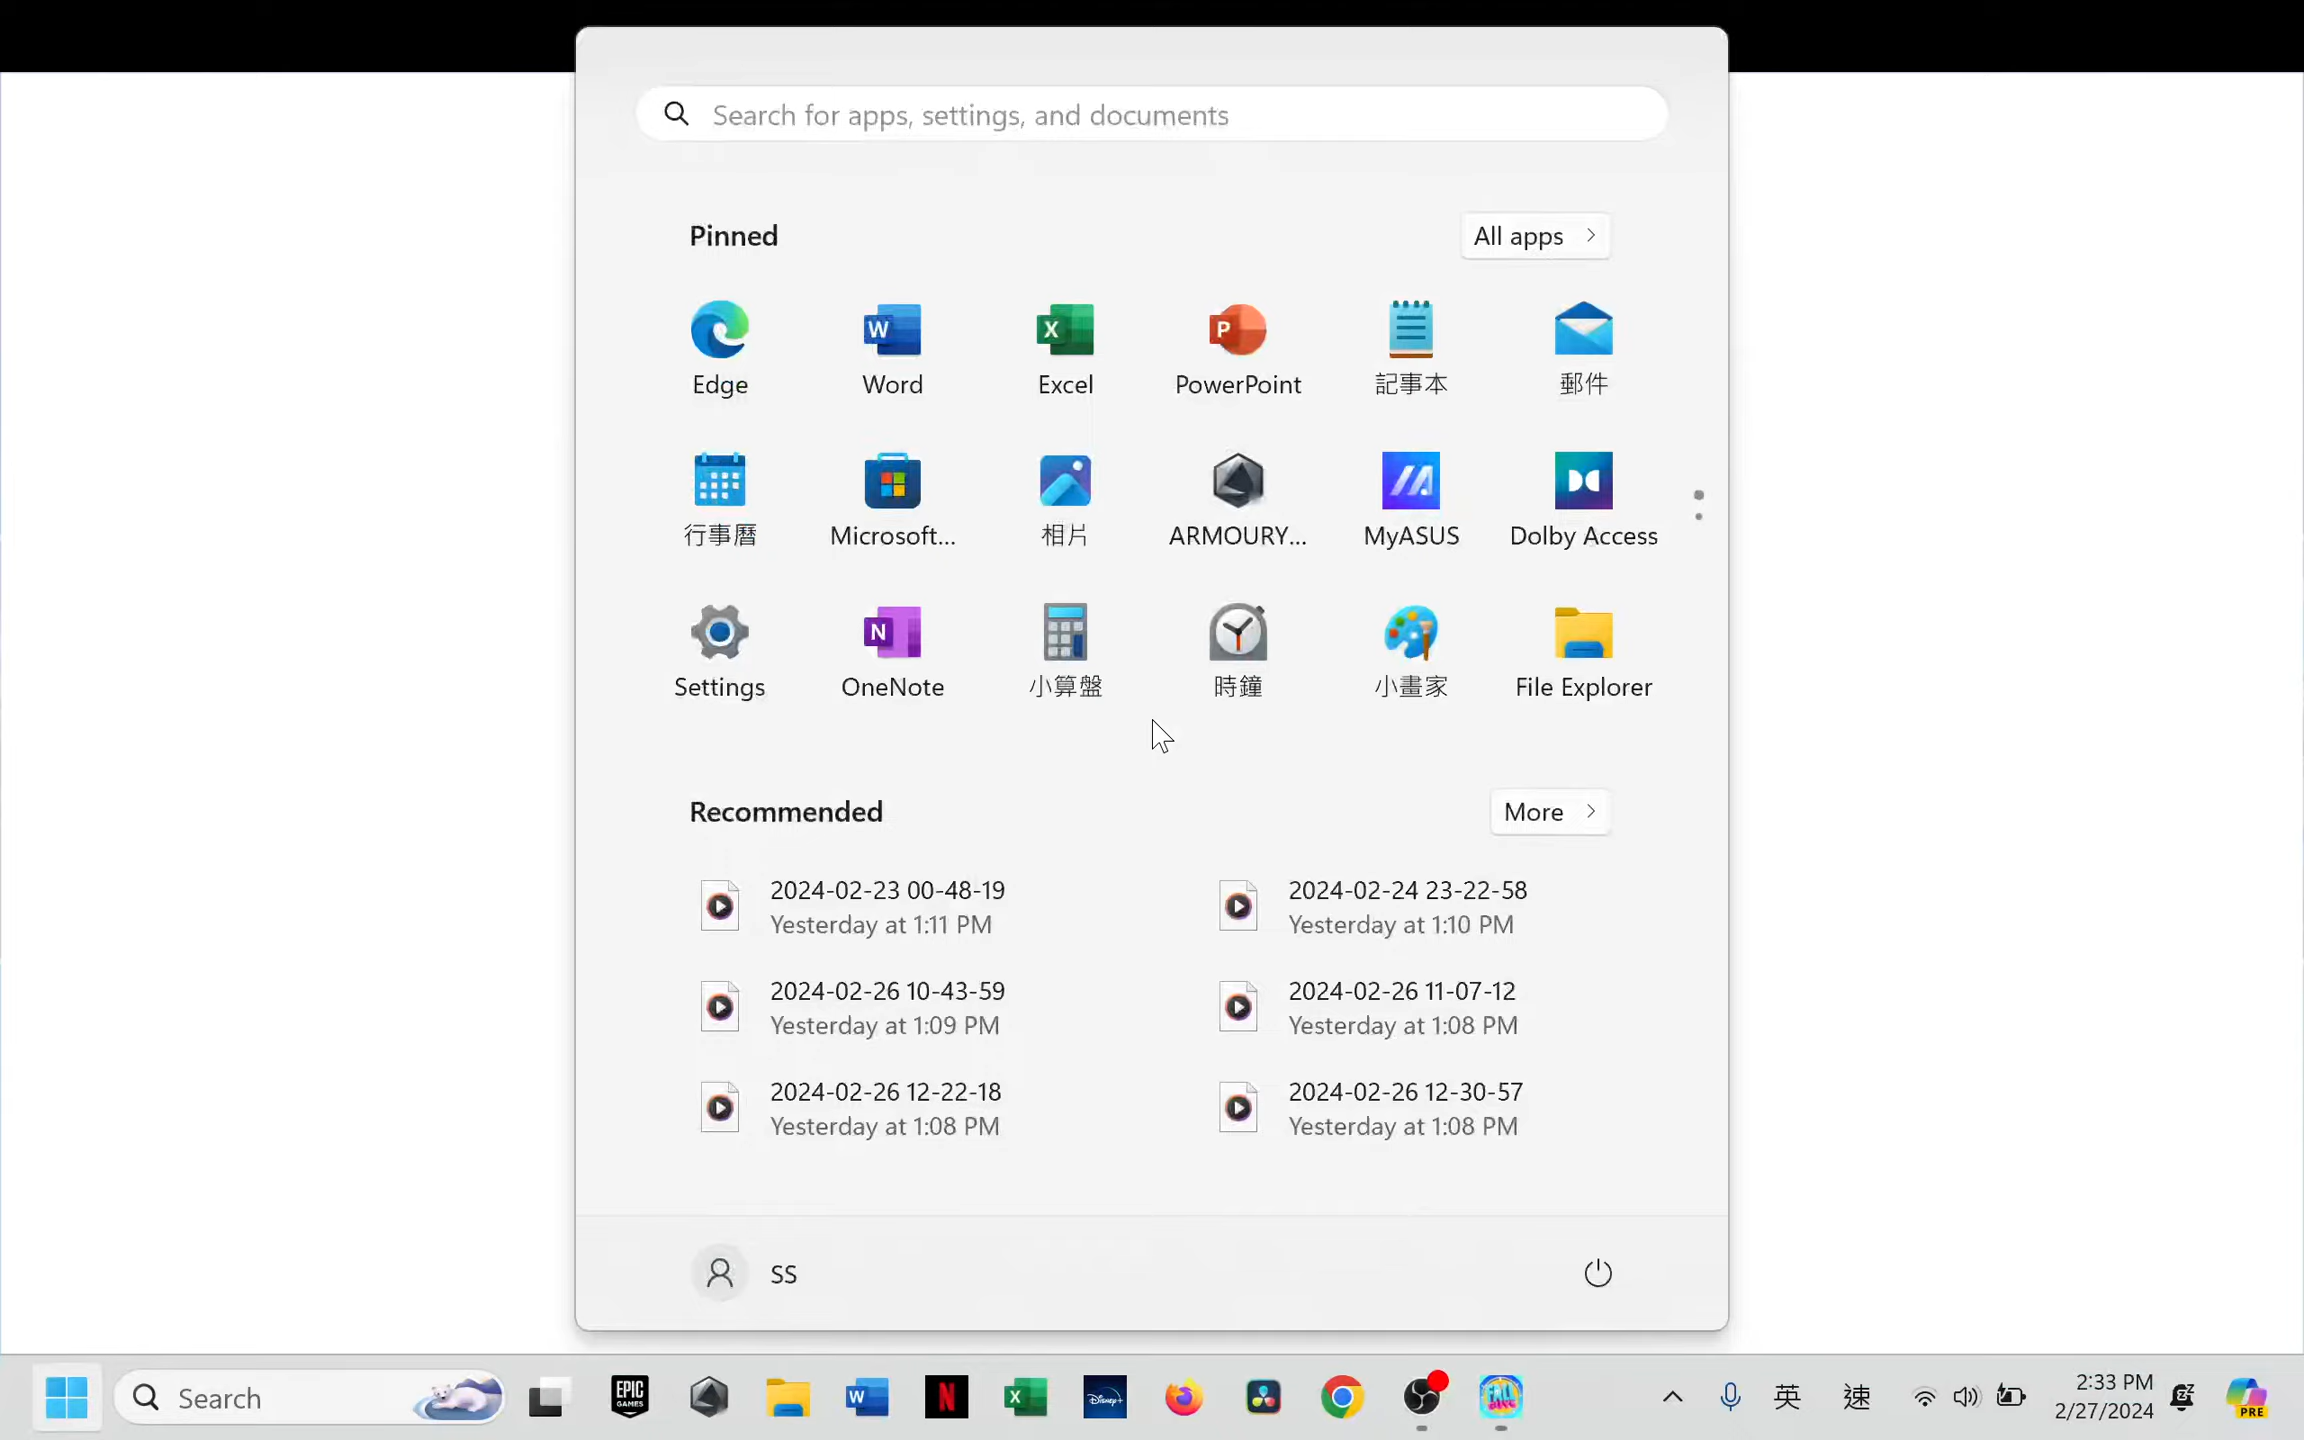 Search for apps, settings, and documents
Pinned
All apps
Edge
Word
Excel
PowerPoint
記事本
郵件
行事曆
Microsoft...
相片
ARMOURY...
MyASUS
Dolby Access
Settings
OneNote
小算盤
時鐘
小畫家
File Explorer
Recommended
More
2024-02-23 00-48-19
Yesterday at 1:11 PM
2024-02-24 23-22-58
Yesterday at 1:10 PM
2024-02-26 10-43-59
Yesterday at 1:09 PM
2024-02-26 11-07-12
Yesterday at 1:08 PM
2024-02-26 12-22-18
Yesterday at 1:08 PM
2024-02-26 12-30-57
Yesterday at 1:08 PM
SS
Search
EPIC
GAMES
Disney+
FALL
GUYS
英
速
2:33 PM
2/27/2024
PRE